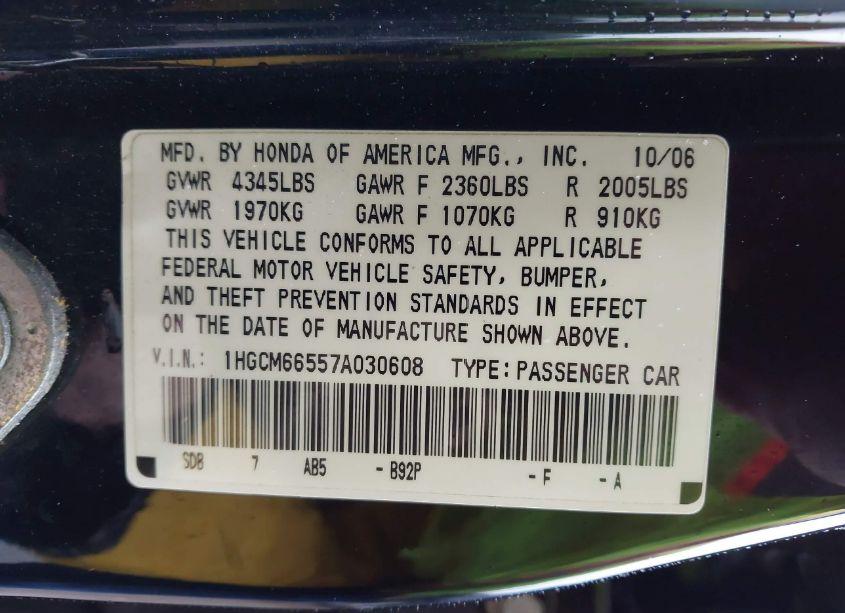 MFD. BY HONDA OF AMERICA MFG., INC. 10/06
GVWR 4345LBS GAWR F 2360LBS R 2005LBS
GVWR 1970KG GAWR F 1070KG R 910KG
THIS VEHICLE CONFORMS TO ALL APPLICABLE
FEDERAL MOTOR VEHICLE SAFETY, BUMPER,
AND THEFT PREVENTION STANDARDS IN EFFECT
ON THE DATE OF MANUFACTURE SHOWN ABOVE.
V.I.N.: 1HGCM66557A030608 TYPE:PASSENGER CAR
SDB 7 AB5 -B92P -F -A